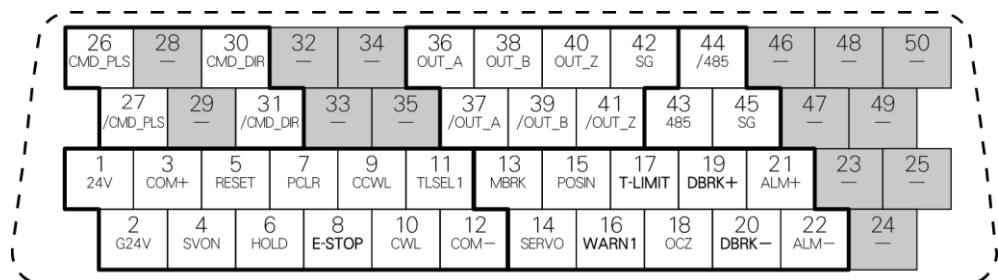 26 28 30 32 34 36 38 40 42 44 46 48 50
CMD_PLS — CMD_DIR — — OUT_A OUT_B OUT_Z SG /485 — — —
27 29 31 33 35 37 39 41 43 45 47 49
/CMD_PLS — /CMD_DIR — — /OUT_A /OUT_B /OUT_Z 485 SG — —
1 3 5 7 9 11 13 15 17 19 21 23 25
24V COM+ RESET PCLR CCWL TLSEL1 MBRK POSIN T-LIMIT DBRK+ ALM+ — —
2 4 6 8 10 12 14 16 18 20 22 24
G24V SVON HOLD E-STOP CWL COM− SERVO WARN1 OCZ DBRK− ALM− —